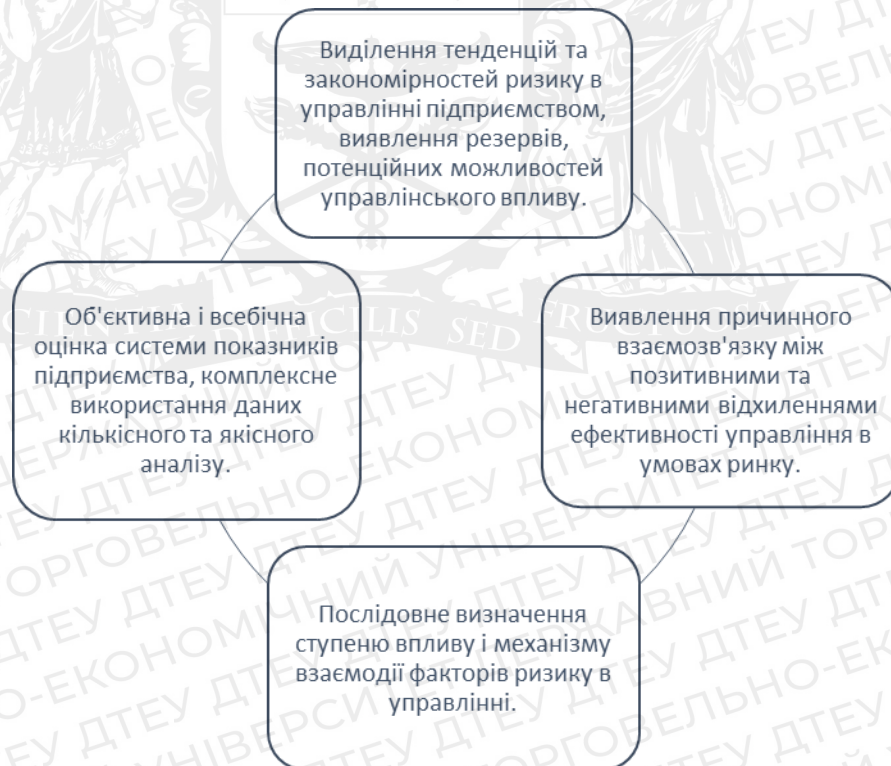 Виділення тенденцій та
закономірностей ризику в
управлінні підприємством,
виявлення резервів,
потенційних можливостей
управлінського впливу.
Об'єктивна і всебічна
оцінка системи показників
підприємства, комплексне
використання даних
кількісного та якісного
аналізу.
Виявлення причинного
взаємозв'язку між
позитивними та
негативними відхиленнями
ефективності управління в
умовах ринку.
Послідовне визначення
ступеню впливу і механізму
взаємодії факторів ризику в
управлінні.